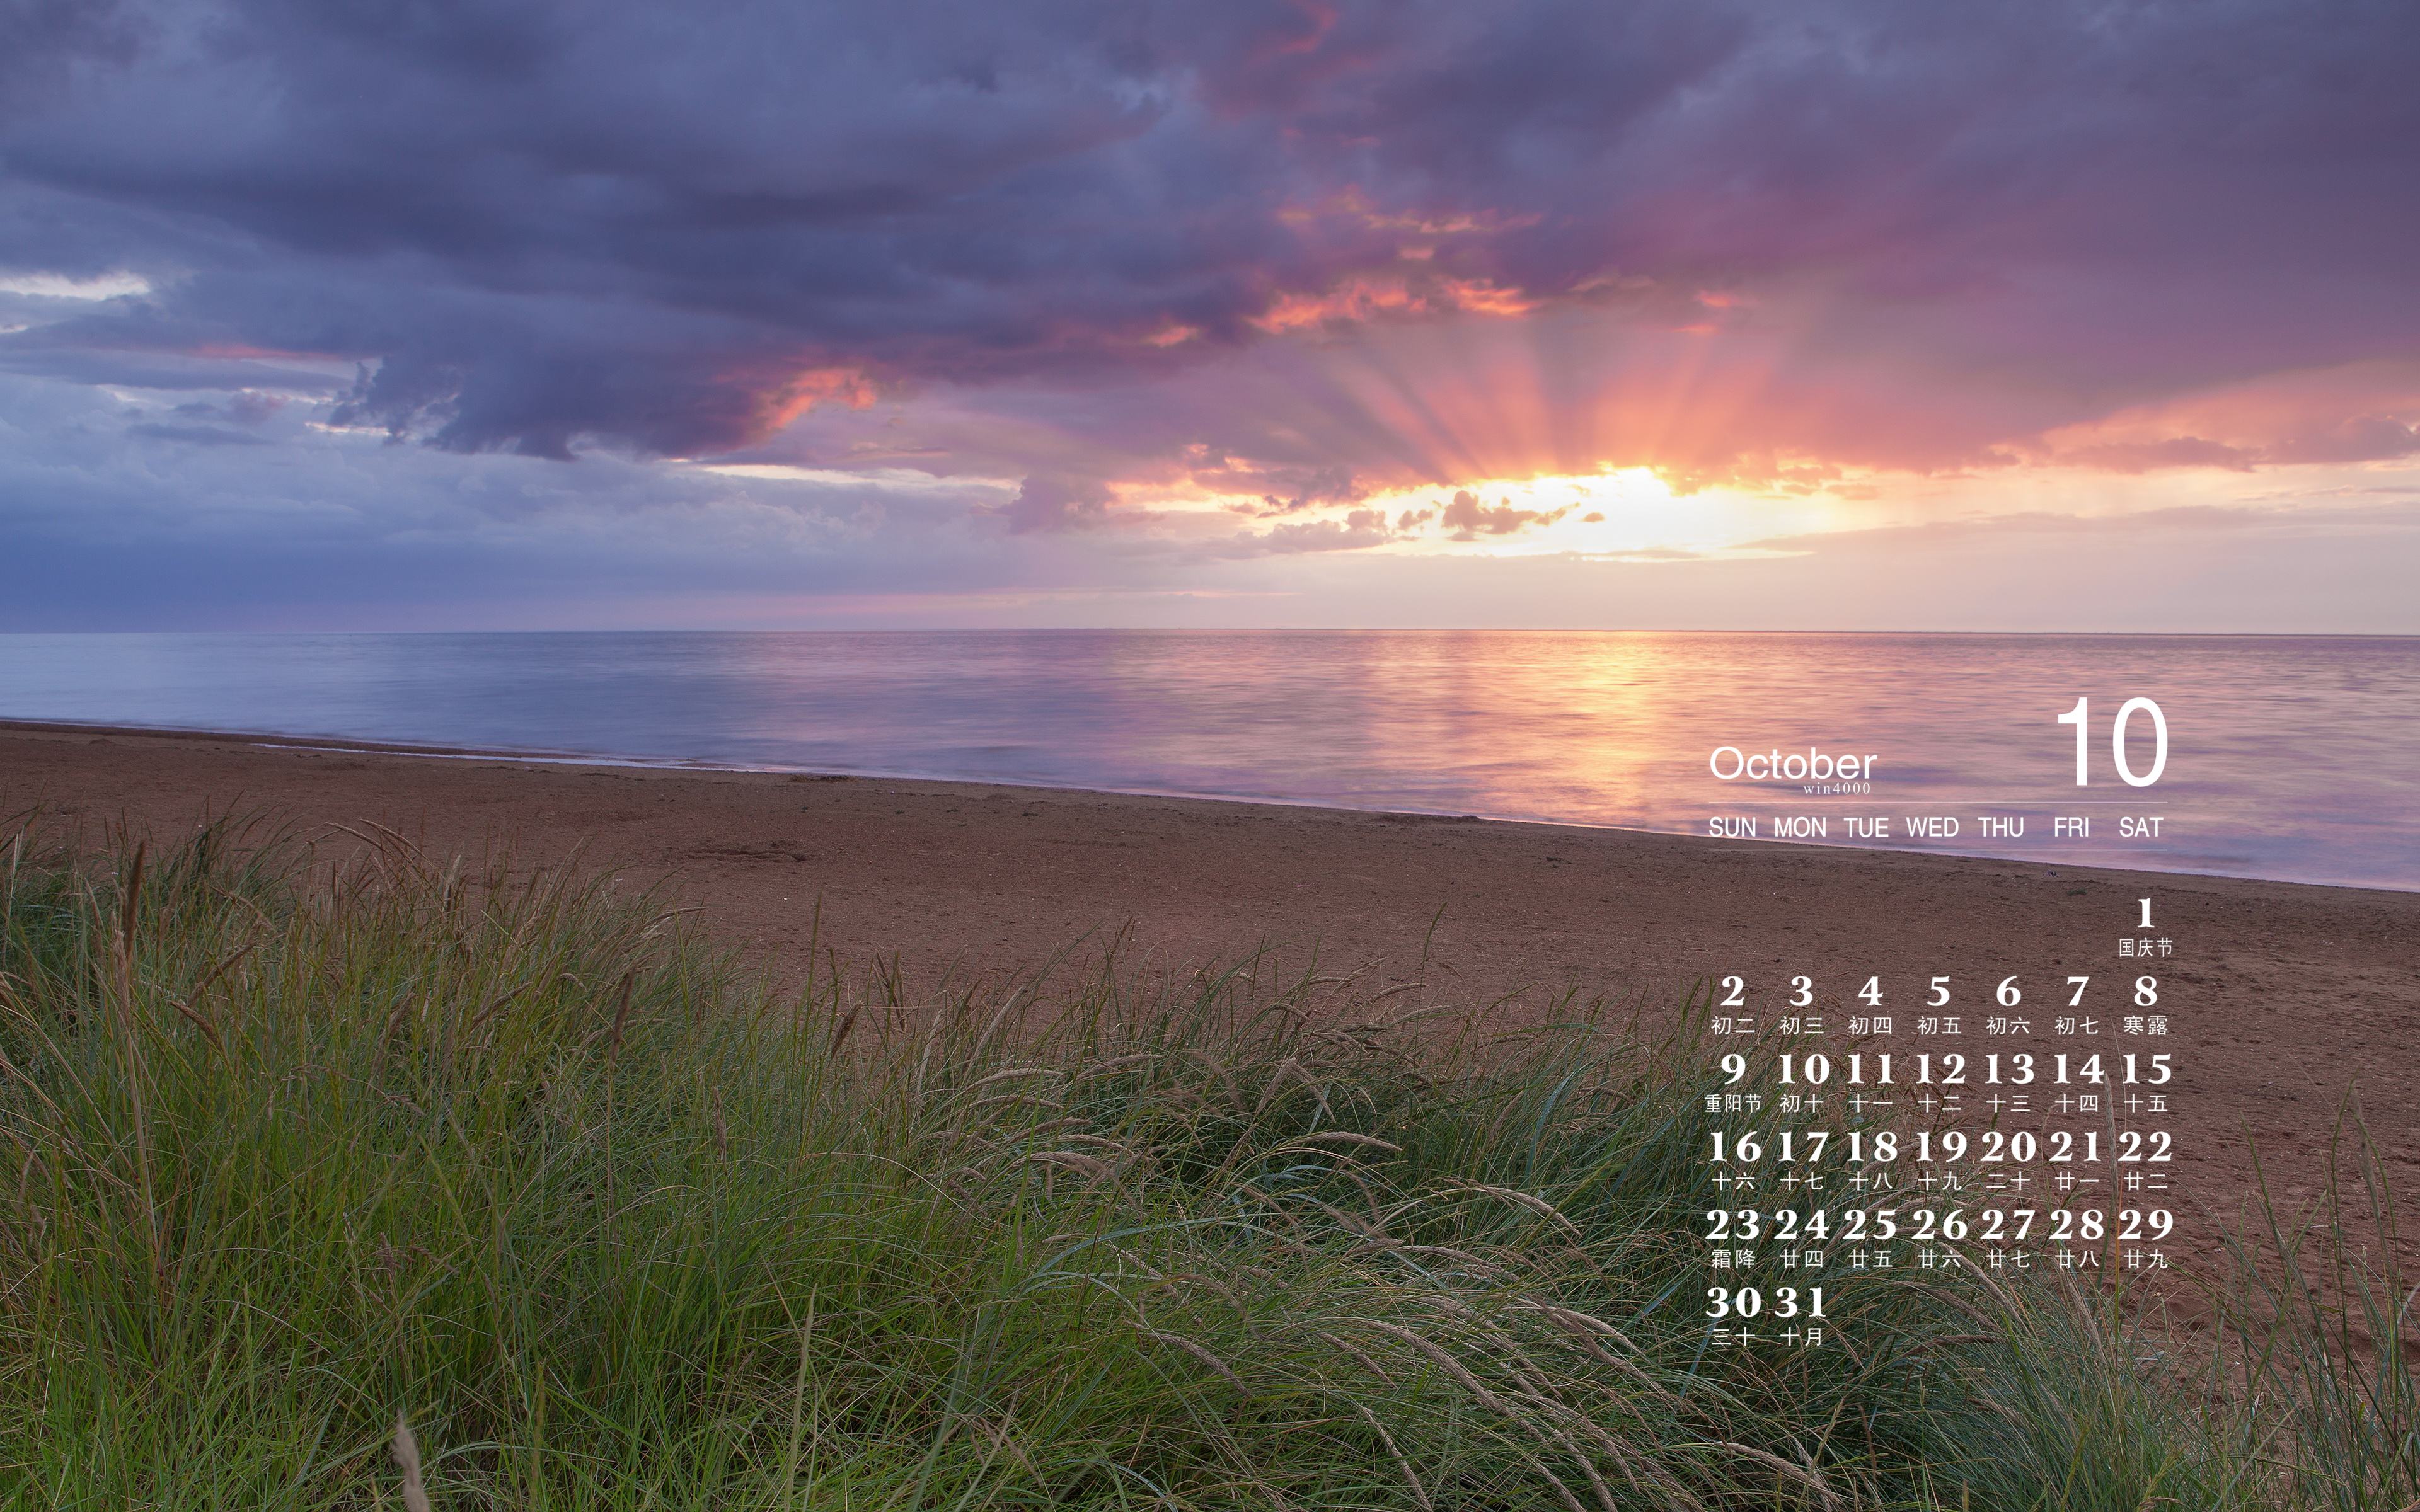 10
October
win4000
SUN MON TUE WED THU FRI SAT
1
国庆节
2 3 4 5 6 7 8
初二 初三 初四 初五 初六 初七 寒露
9 10 11 12 13 14 15
重阳节 初十 十一 十二 十三 十四 十五
16 17 18 19 20 21 22
十六 十七 十八 十九 二十 廿一 廿二
23 24 25 26 27 28 29
霜降 廿四 廿五 廿六 廿七 廿八 廿九
30 31
三十 十月